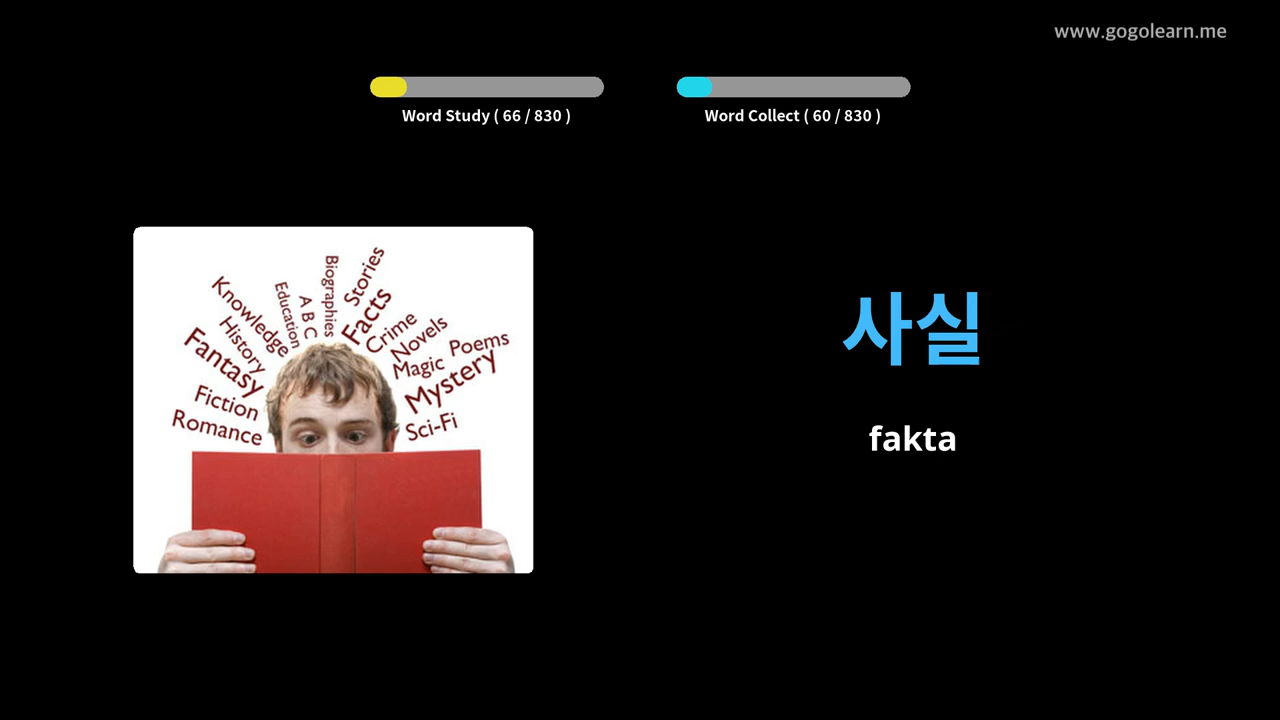 www.gogolearn.me
Word Study ( 66 / 830 )
Word Collect ( 60 / 830 )
Romance
Fiction
Fantasy
History
Knowledge
Education
A B C
Biographies
Stories
Facts
Crime
Novels
Magic
Poems
Mystery
Sci-Fi
사실
fakta